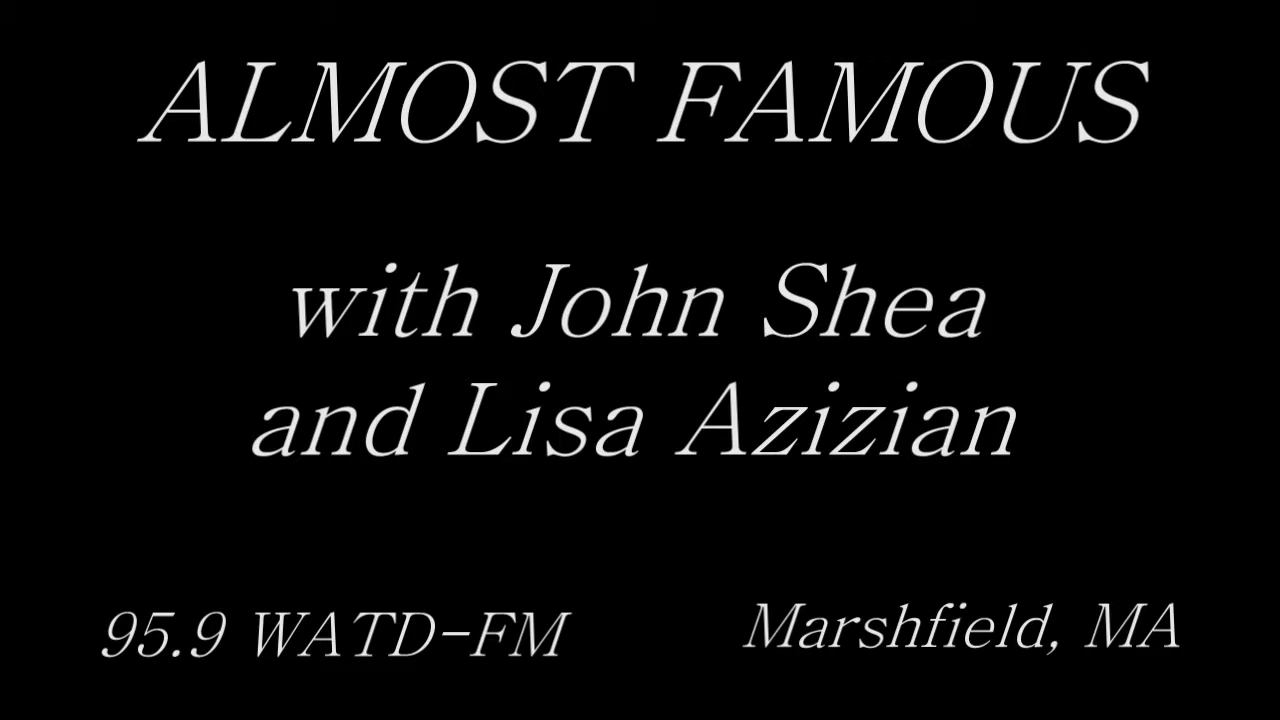 ALMOST FAMOUS
with John Shea
and Lisa Azizian
95.9 WATD-FM
Marshfield, MA